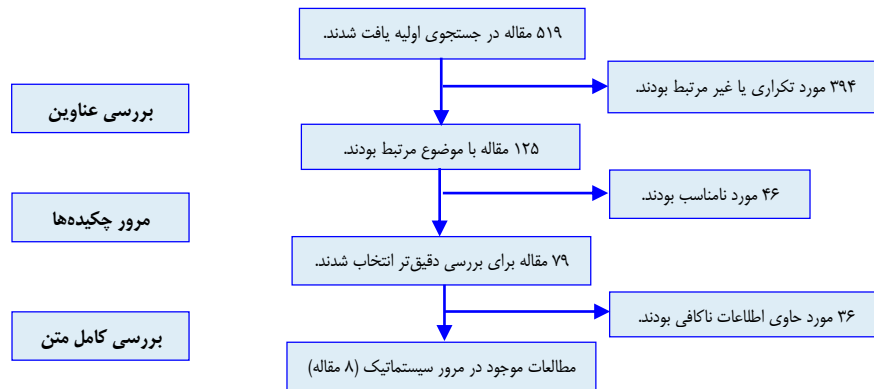 ۵۱۹ مقاله در جستجوی اولیه یافت شدند.
۳۹۴ مورد تکراری یا غیر مرتبط بودند.
بررسی عناوین
۱۲۵ مقاله با موضوع مرتبط بودند.
۴۶ مورد نامناسب بودند.
مرور چکیده‌ها
۷۹ مقاله برای بررسی دقیق‌تر انتخاب شدند.
۳۶ مورد حاوی اطلاعات ناکافی بودند.
بررسی کامل متن
مطالعات موجود در مرور سیستماتیک (۸ مقاله)